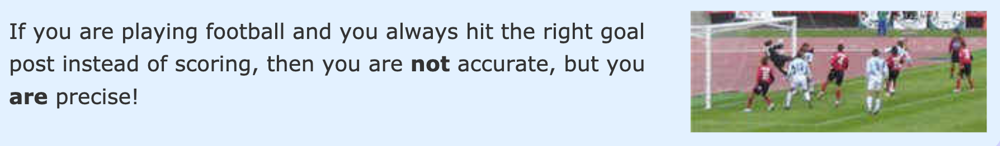 If you are playing football and you always hit the right goal
post instead of scoring, then you are not accurate, but you
are precise!